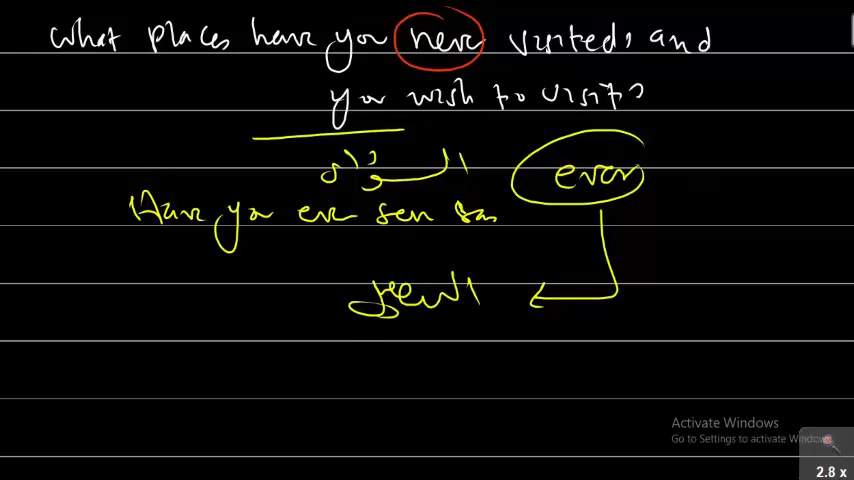 What places have you never visited, and
you wish to visit?
السؤال ever
Have you ever seen
Activate Windows
Go to Settings to activate Windows.
2.8 x